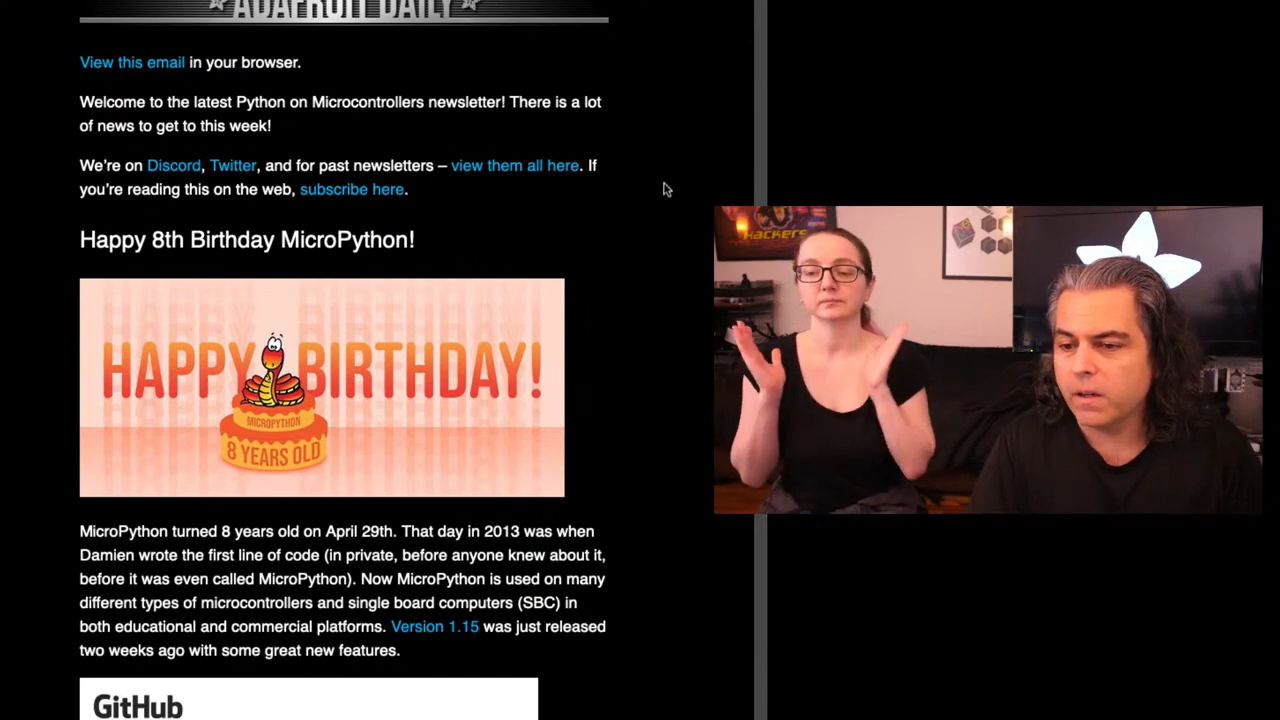 ADAFRUIT DAILY
View this email in your browser.
Welcome to the latest Python on Microcontrollers newsletter! There is a lot
of news to get to this week!
We're on Discord, Twitter, and for past newsletters – view them all here. If
you're reading this on the web, subscribe here.
Happy 8th Birthday MicroPython!
HAPPY BIRTHDAY!
MICROPYTHON
8 YEARS OLD
MicroPython turned 8 years old on April 29th. That day in 2013 was when
Damien wrote the first line of code (in private, before anyone knew about it,
before it was even called MicroPython). Now MicroPython is used on many
different types of microcontrollers and single board computers (SBC) in
both educational and commercial platforms. Version 1.15 was just released
two weeks ago with some great new features.
GitHub
HACKERS